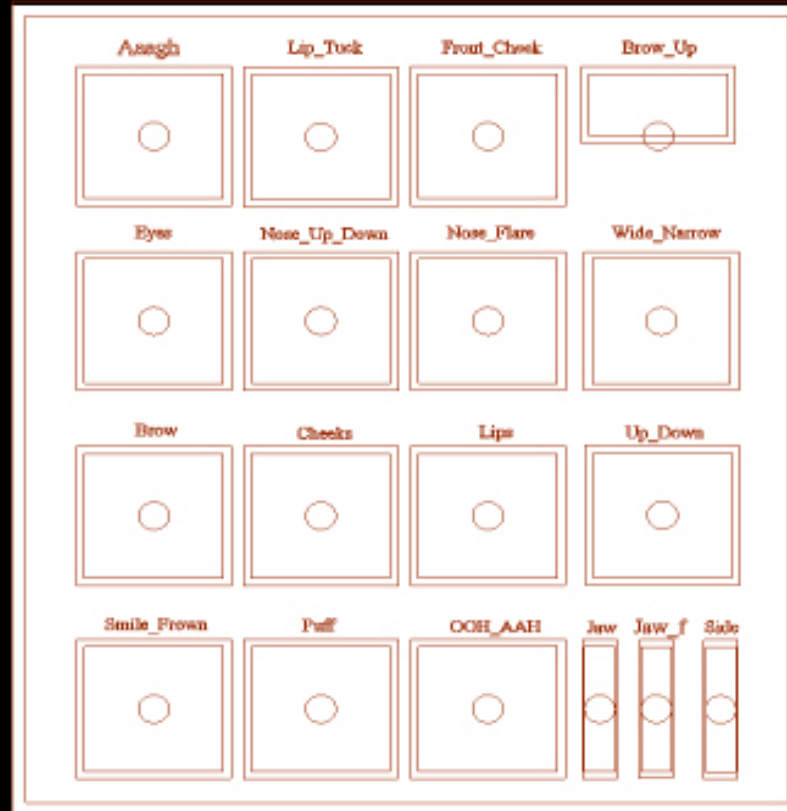 Aaagh Lip_Tuck Front_Cheek Brow_Up
Eyes Nose_Up_Down Nose_Flare Wide_Narrow
Brow Cheeks Lips Up_Down
Smile_Frown Puff OOH_AAH Jaw Jaw_f Side